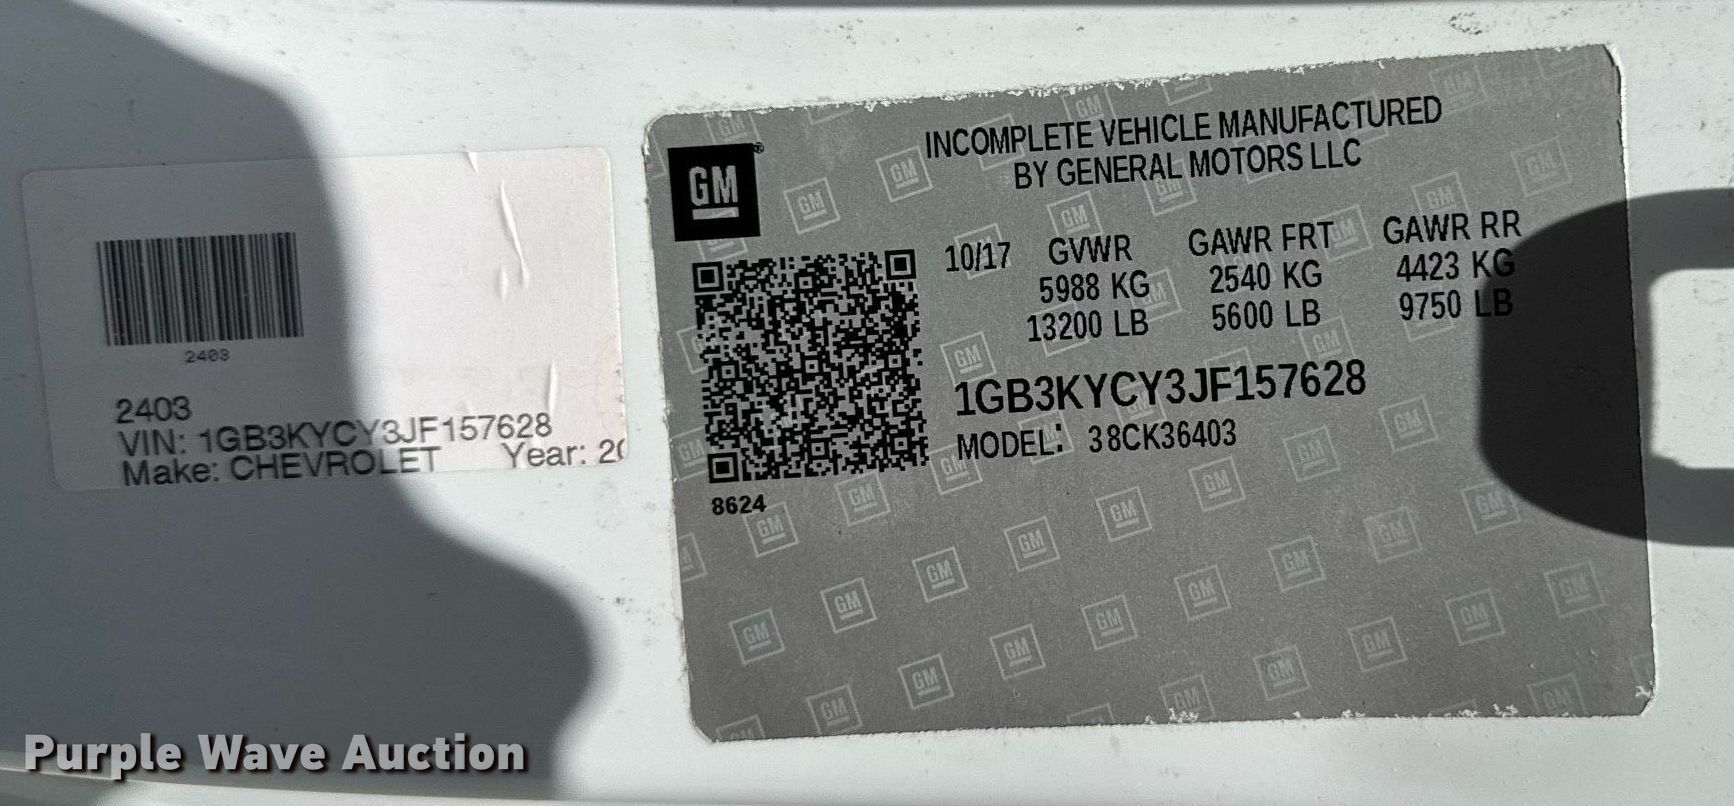 2403
2403
VIN: 1GB3KYCY3JF157628
Make: CHEVROLET Year: 20
GM®
INCOMPLETE VEHICLE MANUFACTURED
BY GENERAL MOTORS LLC
10/17 GVWR GAWR FRT GAWR RR
5988 KG 2540 KG 4423 KG
13200 LB 5600 LB 9750 LB
1GB3KYCY3JF157628
MODEL: 38CK36403
8624
Purple Wave Auction